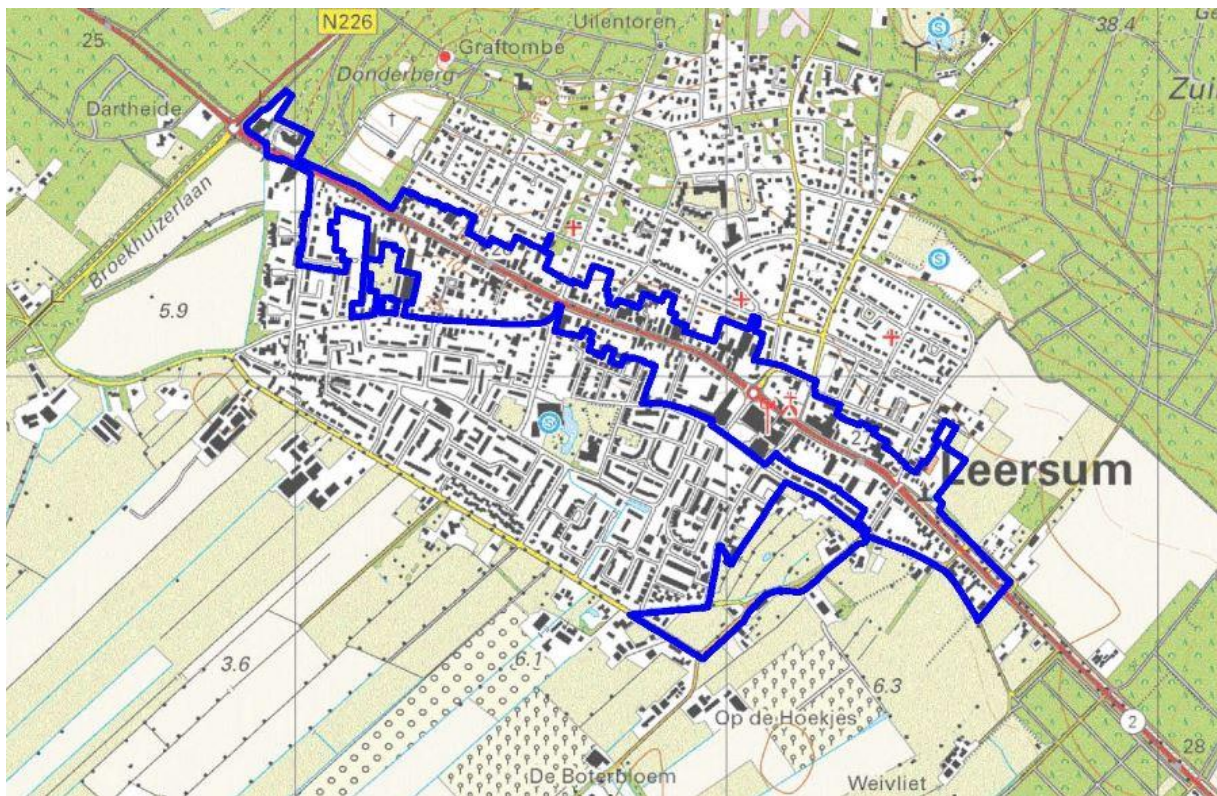 N226
Uilentoren
38.4
25
Graftombe
Donderberg
Dartheide
Zui
Broekhuizerlaan
5.9
27
Leersum
3.6
6.1
6.3
Op de Hoekjes
2
28
De Boterbloem
Weivliet